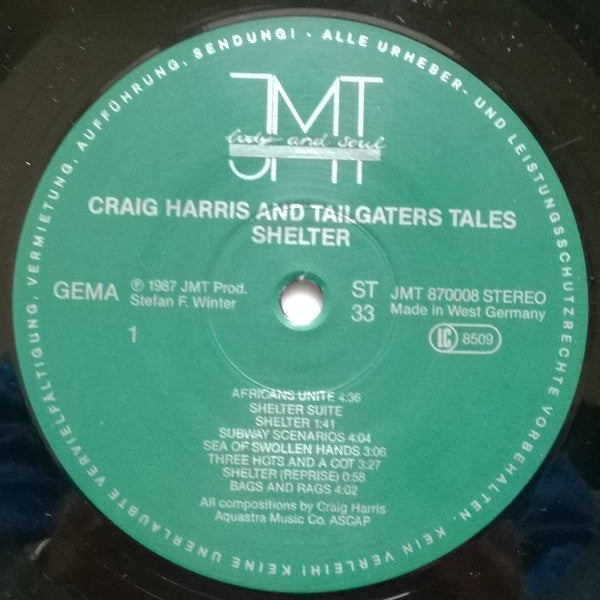 ALLE URHEBER- UND LEISTUNGSSCHUTZRECHTE VORBEHALTEN. KEIN VERLEIH! KEINE UNERLAUBTE VERVIELFÄLTIGUNG, VERMIETUNG, AUFFÜHRUNG, SENDUNG! ·
JMT
body and soul
CRAIG HARRIS AND TAILGATERS TALES
SHELTER
GEMA
℗ 1987 JMT Prod.
Stefan F. Winter
1
ST
33
JMT 870008 STEREO
Made in West Germany
LC 8509
AFRICANS UNITE 4:36
SHELTER SUITE
SHELTER 1:41
SUBWAY SCENARIOS 4:04
SEA OF SWOLLEN HANDS 3:06
THREE HOTS AND A COT 3:27
SHELTER (REPRISE) 0:58
BAGS AND RAGS 4:02
All compositions by Craig Harris
Aquastra Music Co. ASCAP